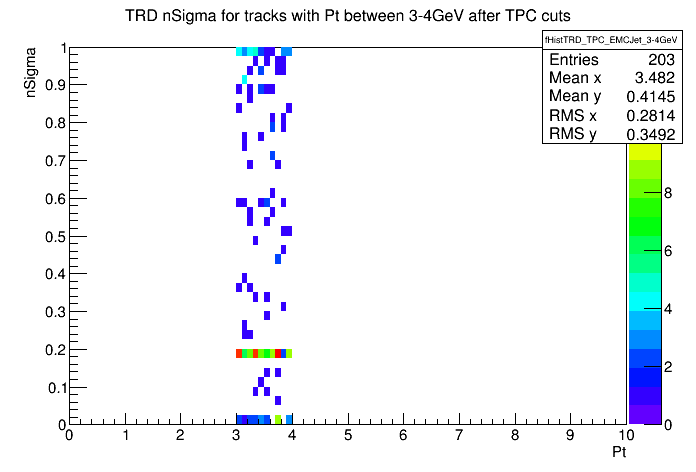 TRD nSigma for tracks with Pt between 3-4GeV after TPC cuts
fHistTRD_TPC_EMCJet_3-4GeV
Entries 203
Mean x 3.482
Mean y 0.4145
RMS x 0.2814
RMS y 0.3492
nSigma
1
0.9
0.8
0.7
0.6
0.5
0.4
0.3
0.2
0.1
0
8
6
4
2
0
0 1 2 3 4 5 6 7 8 9 10
Pt